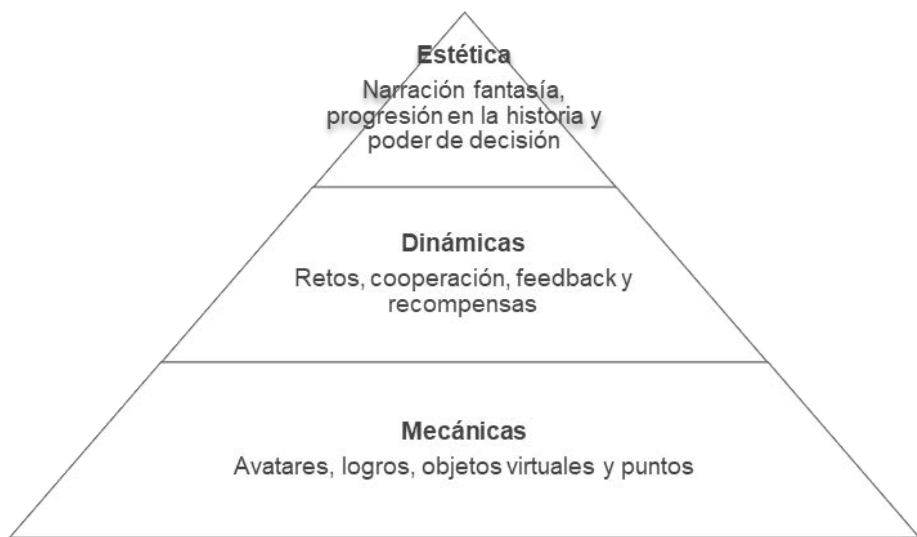 Estética
Narración fantasía,
progresión en la historia y
poder de decisión
Dinámicas
Retos, cooperación, feedback y
recompensas
Mecánicas
Avatares, logros, objetos virtuales y puntos